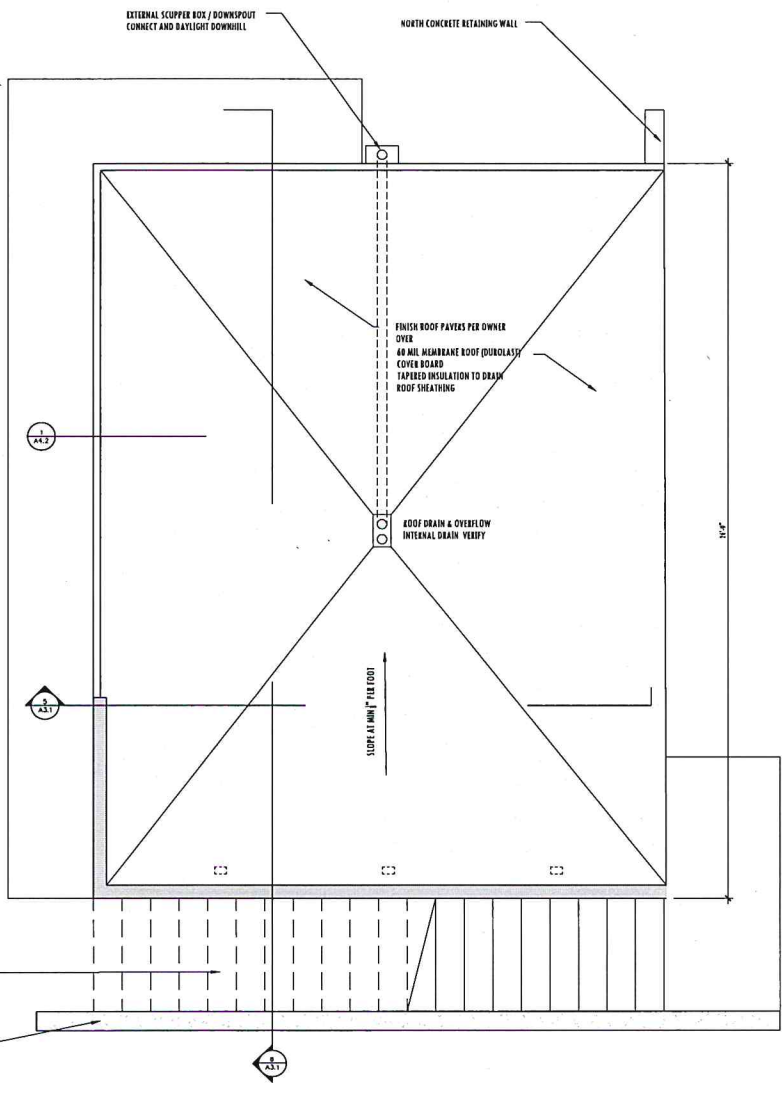 EXTERNAL SCUPPER BOX / DOWNSPOUT
CONNECT AND DAYLIGHT DOWNHILL
NORTH CONCRETE RETAINING WALL
FINISH ROOF PAVERS PER OWNER
OVER
60 MIL MEMBRANE ROOF (DUROLAST)
COVER BOARD
TAPERED INSULATION TO DRAIN
ROOF SHEATHING
1
A4.2
ROOF DRAIN & OVERFLOW
INTERNAL DRAIN VERIFY
5
A3.1
SLOPE AT MIN PER FOOT
8
A3.1